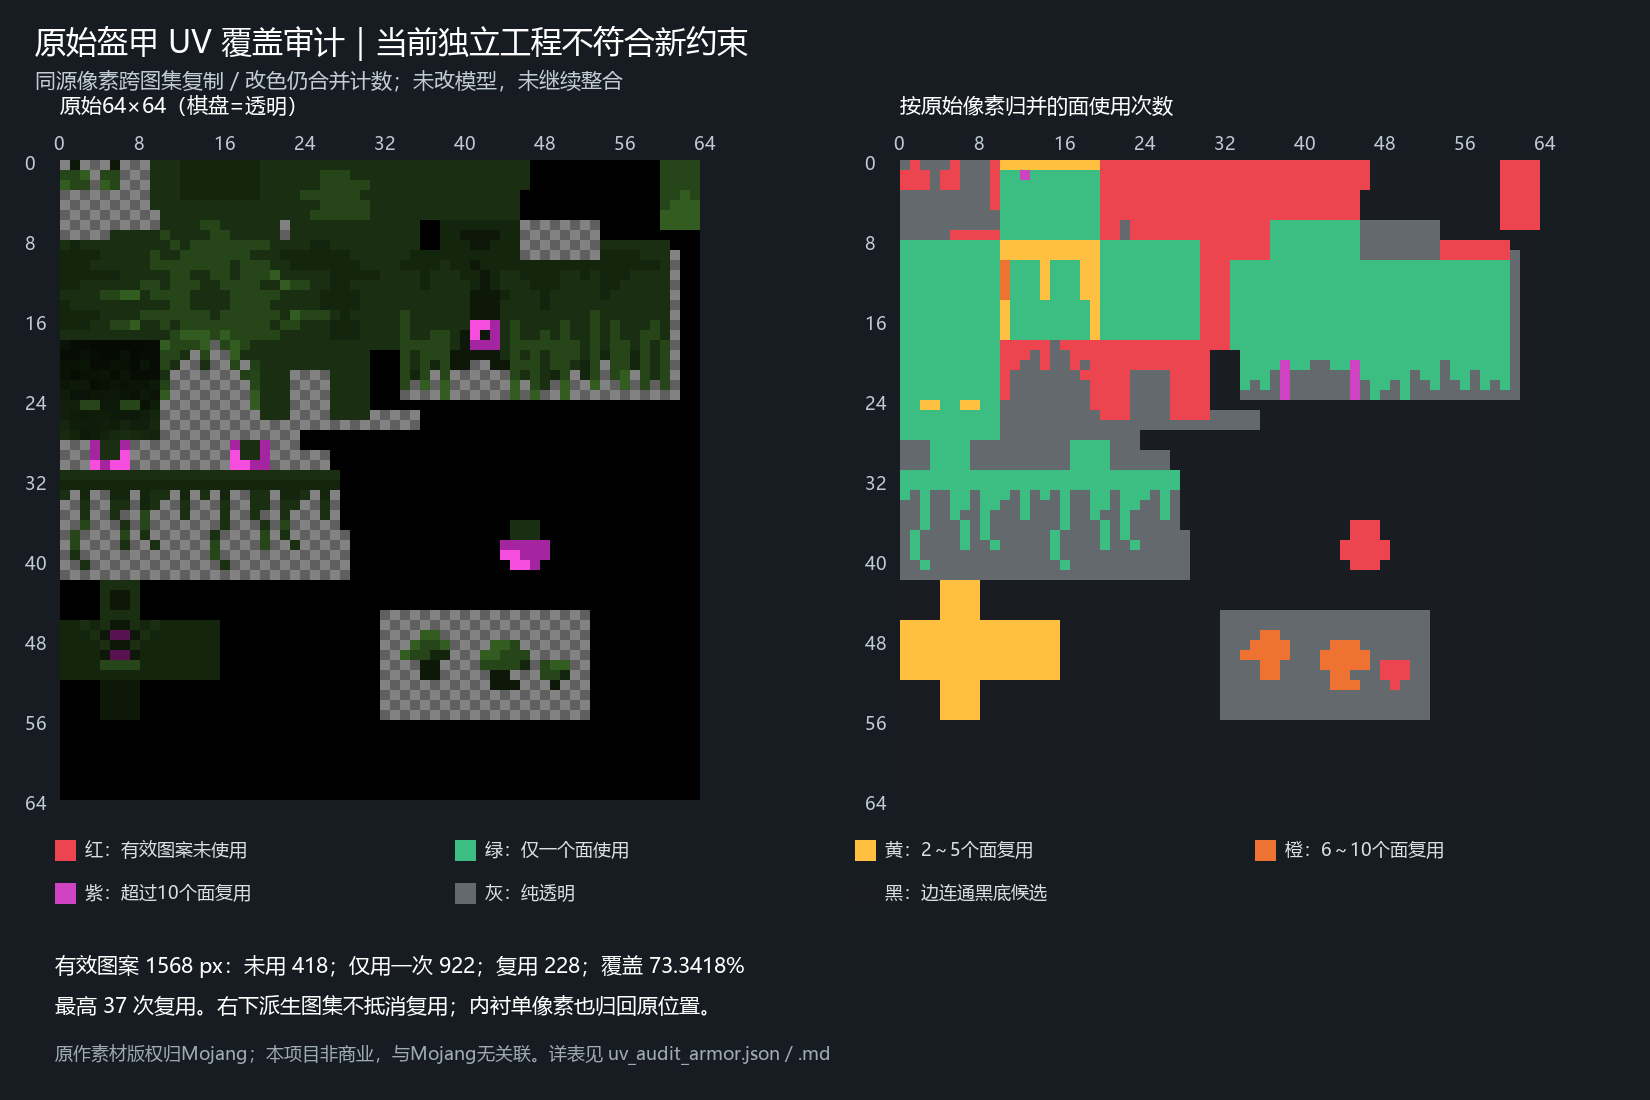 原始盔甲 UV 覆盖审计｜当前独立工程不符合新约束
同源像素跨图集复制 / 改色仍合并计数；未改模型，未继续整合
原始64×64（棋盘=透明）
按原始像素归并的面使用次数
0 8 16 24 32 40 48 56 64
0 8 16 24 32 40 48 56 64
0
8
16
24
32
40
48
56
64
0
8
16
24
32
40
48
56
64
红：有效图案未使用
绿：仅一个面使用
黄：2～5个面复用
橙：6～10个面复用
紫：超过10个面复用
灰：纯透明
黑：边连通黑底候选
有效图案 1568 px：未用 418；仅用一次 922；复用 228；覆盖 73.3418%
最高 37 次复用。右下派生图集不抵消复用；内衬单像素也归回原位置。
原作素材版权归Mojang；本项目非商业，与Mojang无关联。详表见 uv_audit_armor.json / .md